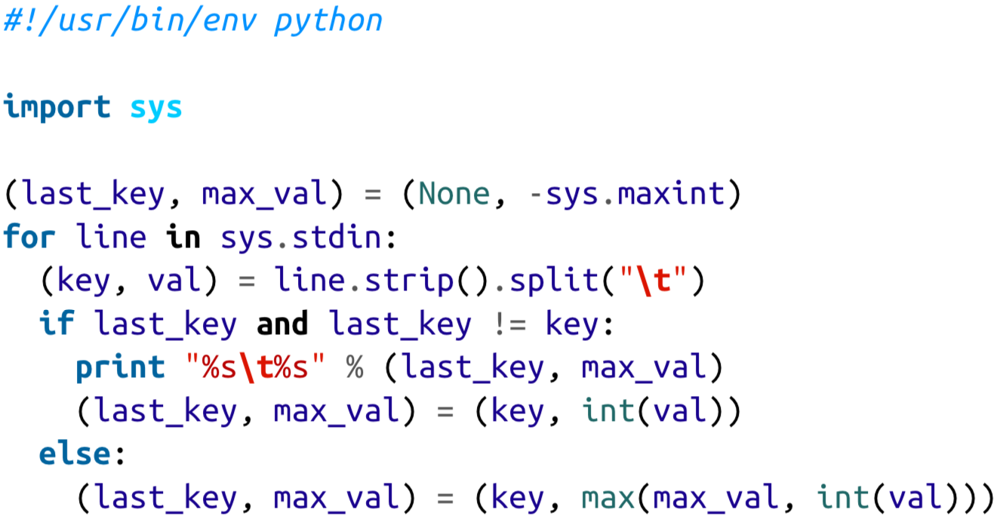 #!/usr/bin/env python
import sys
(last_key, max_val) = (None, -sys.maxint)
for line in sys.stdin:
  (key, val) = line.strip().split("\t")
  if last_key and last_key != key:
    print "%s\t%s" % (last_key, max_val)
    (last_key, max_val) = (key, int(val))
  else:
    (last_key, max_val) = (key, max(max_val, int(val)))